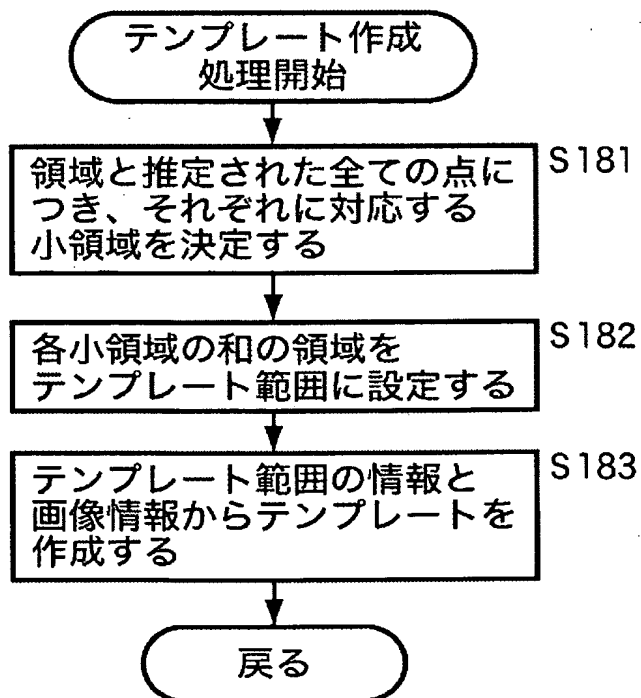 テンプレート作成
処理開始
領域と推定された全ての点に
つき、それぞれに対応する
小領域を決定する
S181
各小領域の和の領域を
テンプレート範囲に設定する
S182
テンプレート範囲の情報と
画像情報からテンプレートを
作成する
S183
戻る